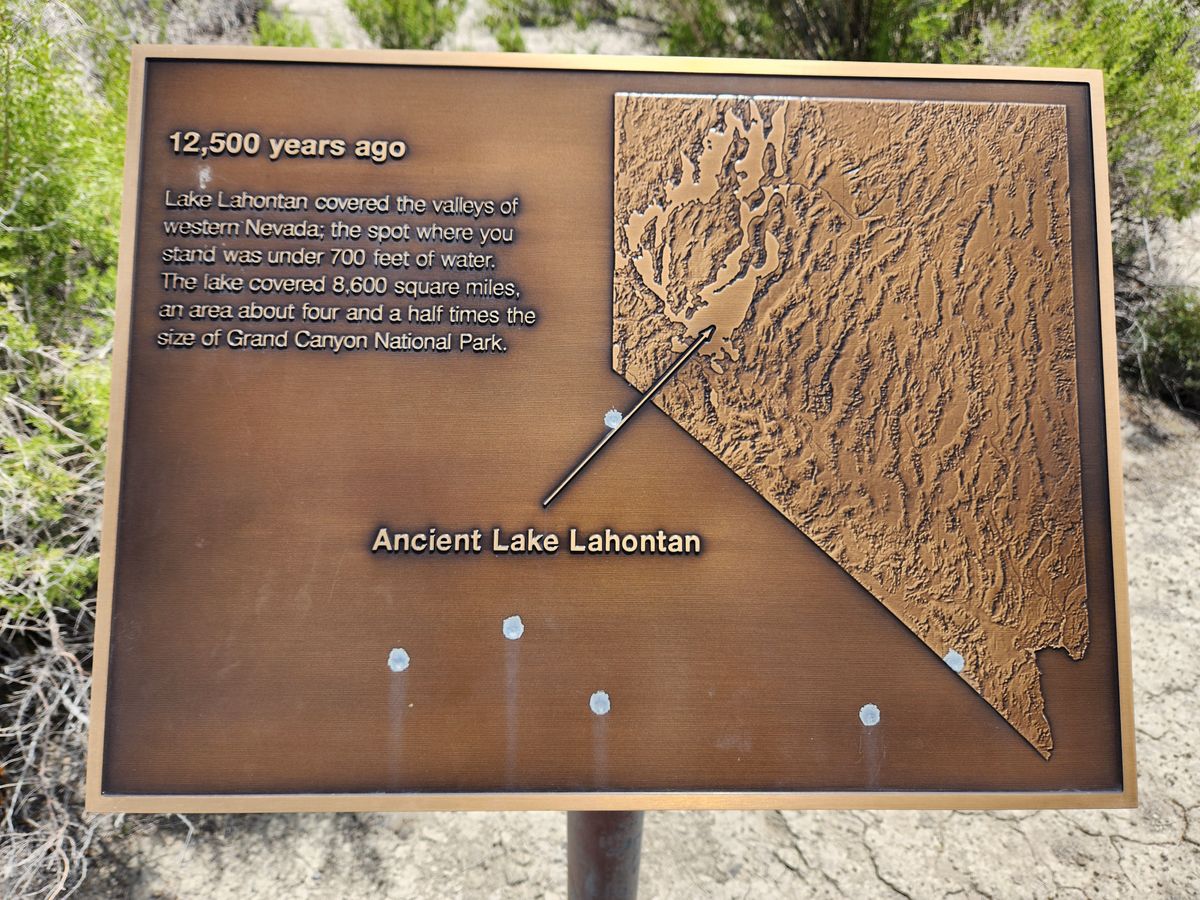 12,500 years ago
Lake Lahontan covered the valleys of
western Nevada; the spot where you
stand was under 700 feet of water.
The lake covered 8,600 square miles,
an area about four and a half times the
size of Grand Canyon National Park.
Ancient Lake Lahontan